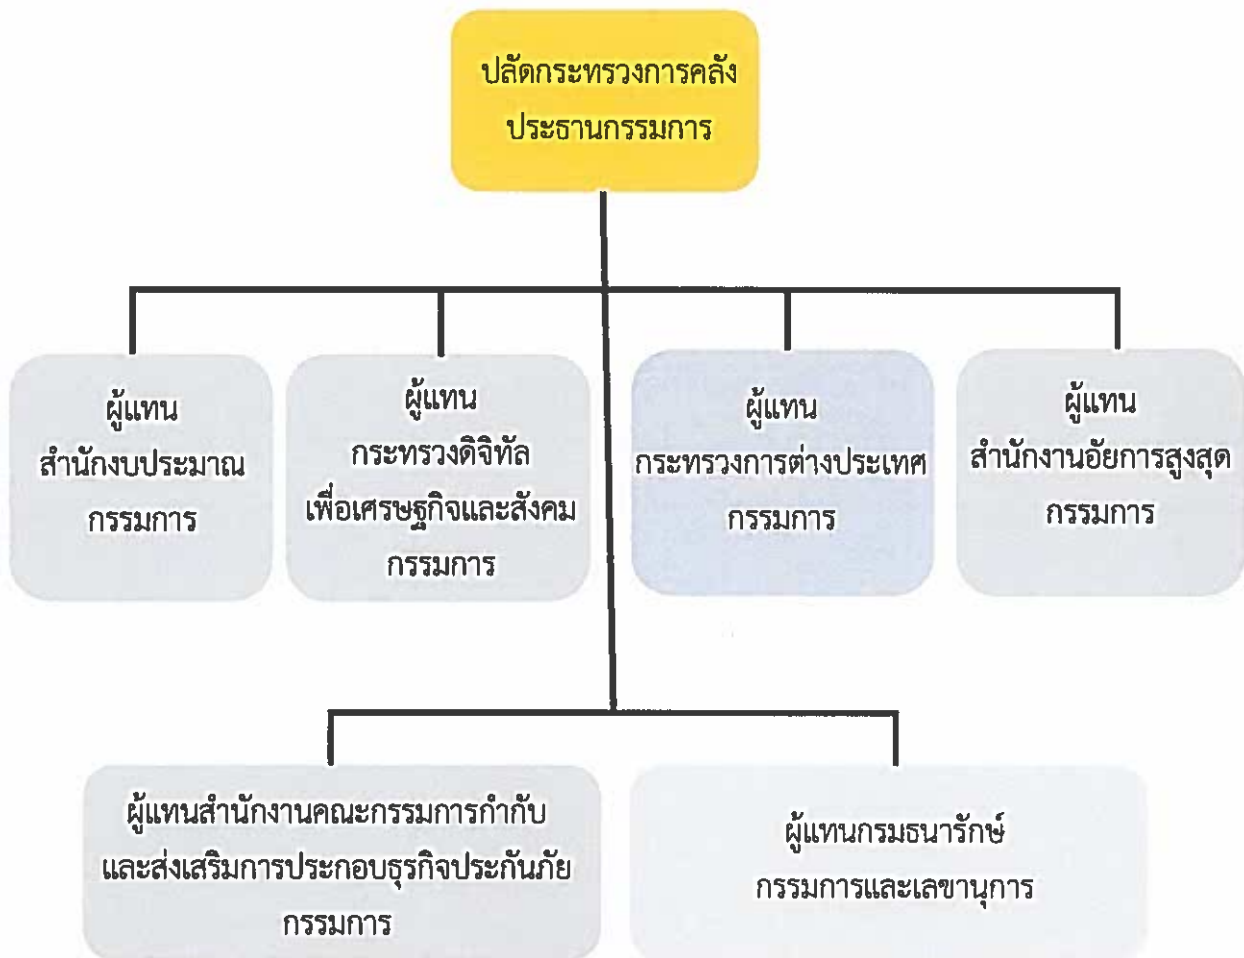 ปลัดกระทรวงการคลัง
ประธานกรรมการ
ผู้แทน
สำนักงบประมาณ
กรรมการ
ผู้แทน
กระทรวงดิจิทัล
เพื่อเศรษฐกิจและสังคม
กรรมการ
ผู้แทน
กระทรวงการต่างประเทศ
กรรมการ
ผู้แทน
สำนักงานอัยการสูงสุด
กรรมการ
ผู้แทนสำนักงานคณะกรรมการกำกับ
และส่งเสริมการประกอบธุรกิจประกันภัย
กรรมการ
ผู้แทนกรมธนารักษ์
กรรมการและเลขานุการ